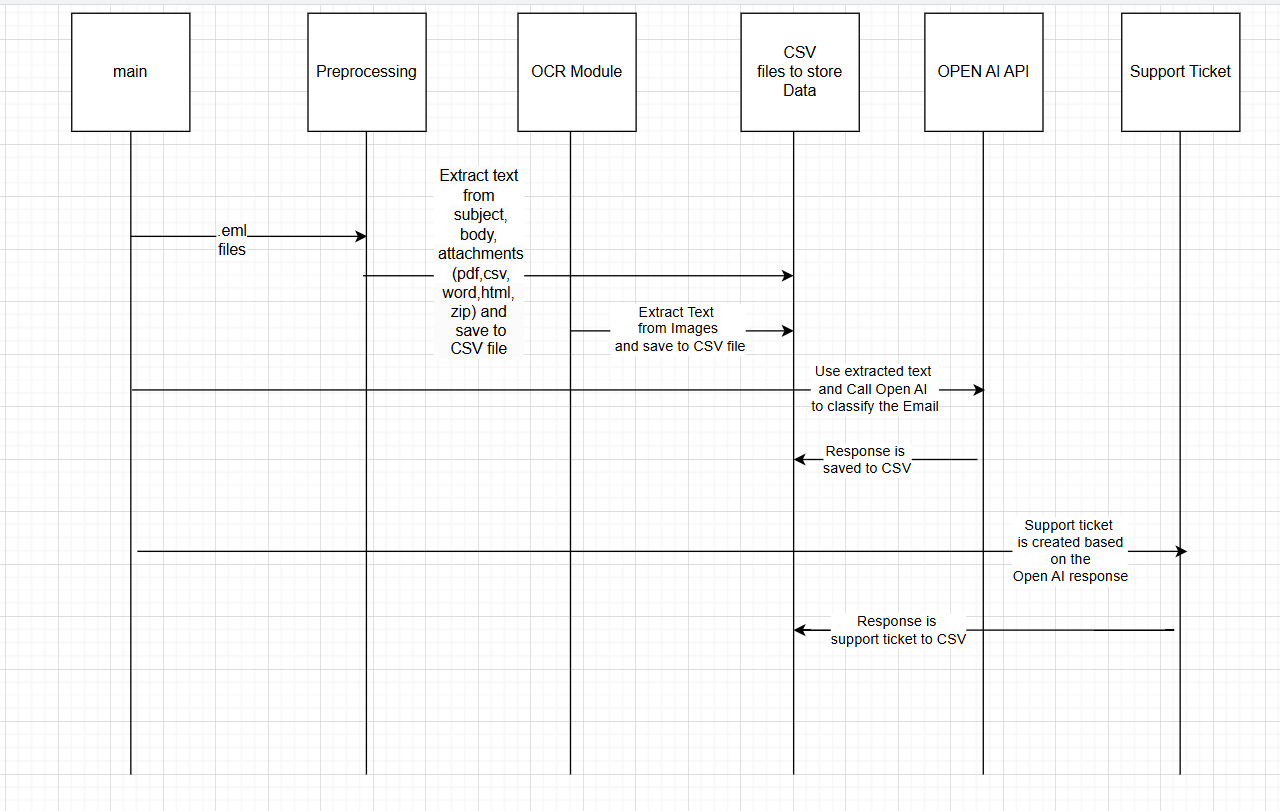 main
Preprocessing
OCR Module
CSV
files to store
Data
OPEN AI API
Support Ticket
.eml
files
Extract text
from
subject,
body,
attachments
(pdf,csv,
word,html,
zip) and
save to
CSV file
Extract Text
from Images
and save to CSV file
Use extracted text
and Call Open AI
to classify the Email
Response is
saved to CSV
Support ticket
is created based
on the
Open AI response
Response is
support ticket to CSV